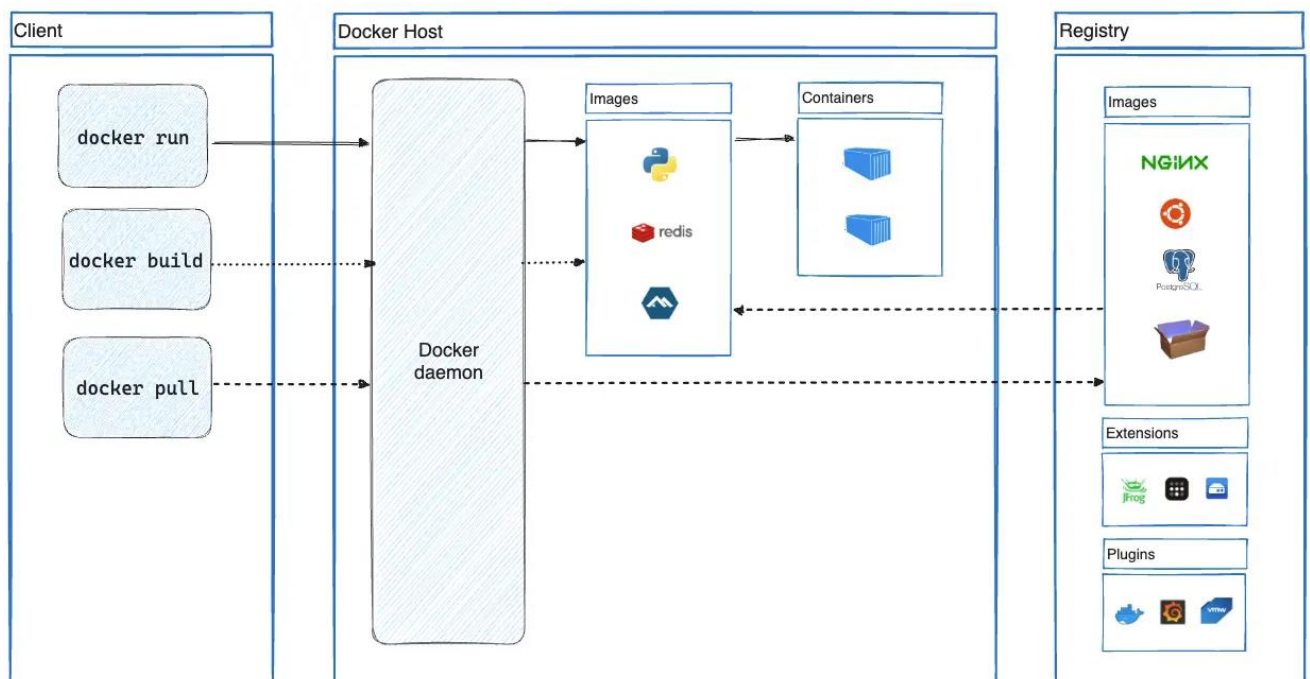 Client
docker run
docker build
docker pull
Docker Host
Docker
daemon
Images
redis
Containers
Registry
Images
NGiNX
PostgreSQL
Extensions
JFrog
Plugins
vmw